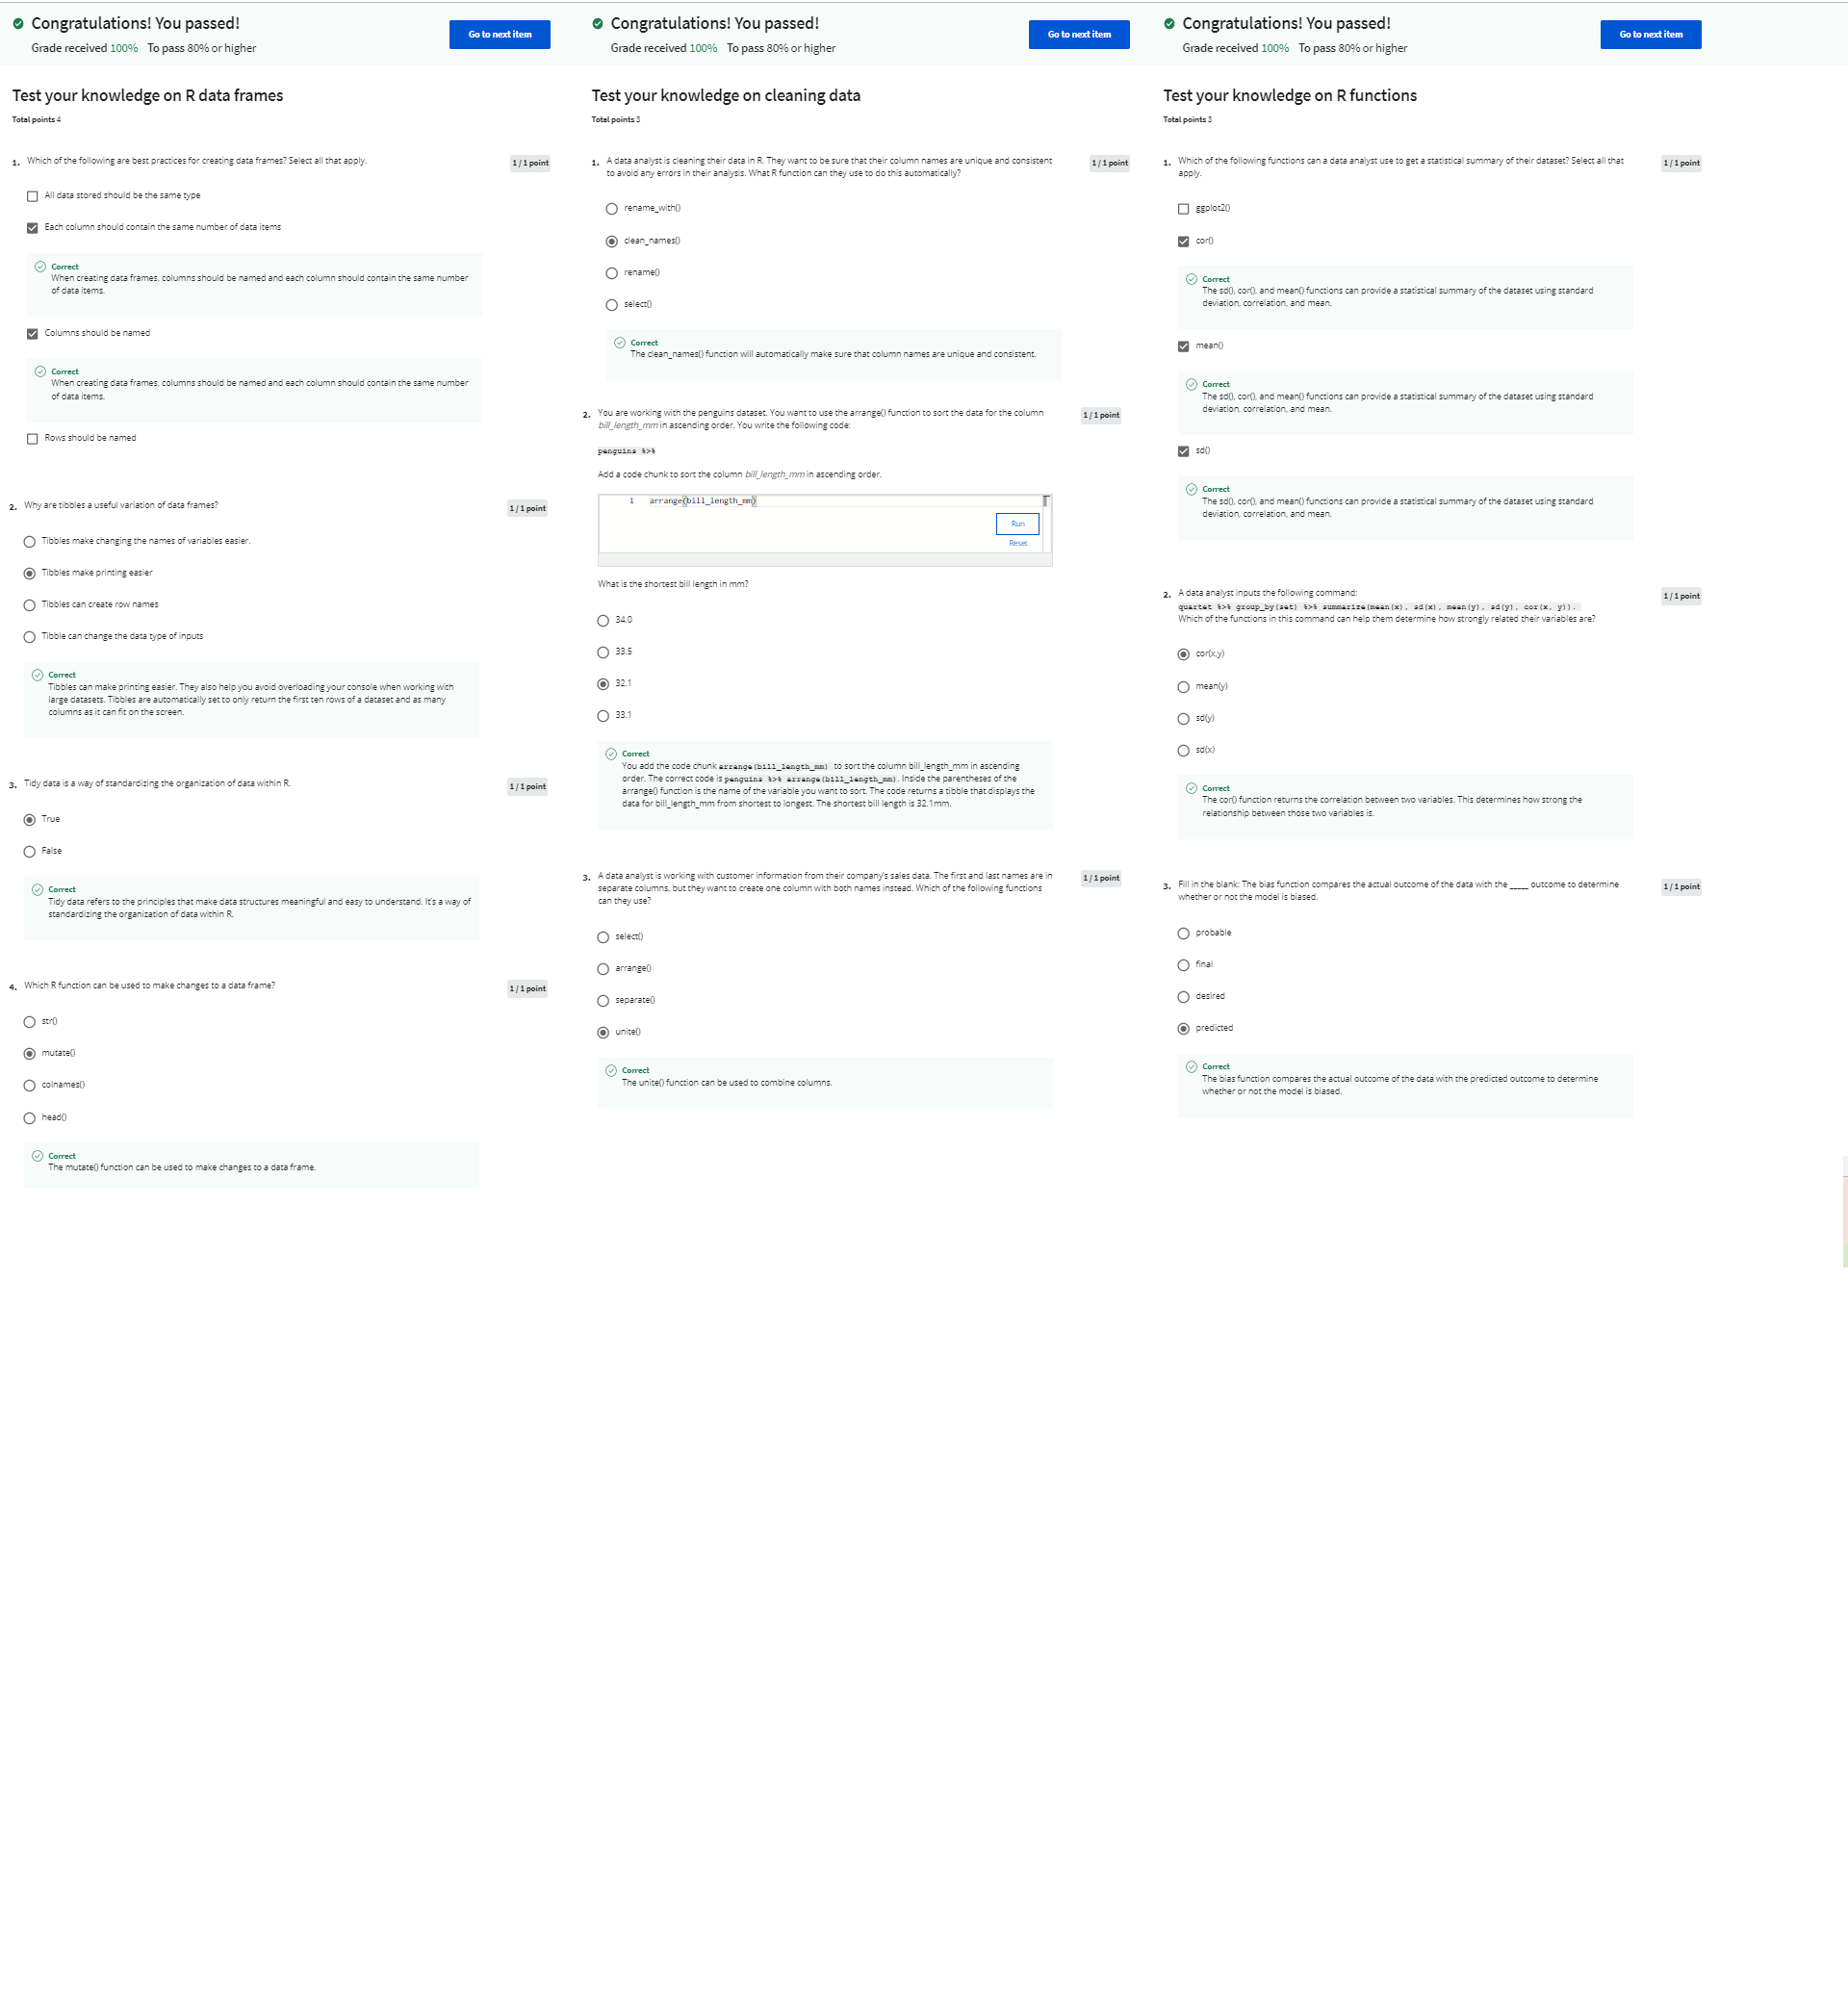 Congratulations! You passed!
Grade received 100% To pass 80% or higher
Go to next item
Test your knowledge on R data frames
Total points 4
1. Which of the following are best practices for creating data frames? Select all that apply.
1 / 1 point
All data stored should be the same type
Each column should contain the same number of data items
Correct
When creating data frames, columns should be named and each column should contain the same number
of data items.
Columns should be named
Correct
When creating data frames, columns should be named and each column should contain the same number
of data items.
Rows should be named
2. Why are tibbles a useful variation of data frames?
1 / 1 point
Tibbles make changing the names of variables easier.
Tibbles make printing easier
Tibbles can create row names
Tibble can change the data type of inputs
Correct
Tibbles can make printing easier. They also help you avoid overloading your console when working with
large datasets. Tibbles are automatically set to only return the first ten rows of a dataset and as many
columns as it can fit on the screen.
3. Tidy data is a way of standardizing the organization of data within R.
1 / 1 point
True
False
Correct
Tidy data refers to the principles that make data structures meaningful and easy to understand. It's a way of
standardizing the organization of data within R.
4. Which R function can be used to make changes to a data frame?
1 / 1 point
str()
mutate()
colnames()
head()
Correct
The mutate() function can be used to make changes to a data frame.
Congratulations! You passed!
Grade received 100% To pass 80% or higher
Go to next item
Test your knowledge on cleaning data
Total points 3
1. A data analyst is cleaning their data in R. They want to be sure that their column names are unique and consistent
to avoid any errors in their analysis. What R function can they use to do this automatically?
1 / 1 point
rename_with()
clean_names()
rename()
select()
Correct
The clean_names() function will automatically make sure that column names are unique and consistent.
2. You are working with the penguins dataset. You want to use the arrange() function to sort the data for the column
bill_length_mm in ascending order. You write the following code:
1 / 1 point
penguins %>%
Add a code chunk to sort the column bill_length_mm in ascending order.
1 arrange(bill_length_mm)
Run
Reset
What is the shortest bill length in mm?
34.0
33.5
32.1
33.1
Correct
You add the code chunk arrange(bill_length_mm) to sort the column bill_length_mm in ascending
order. The correct code is penguins %>% arrange(bill_length_mm). Inside the parentheses of the
arrange() function is the name of the variable you want to sort. The code returns a tibble that displays the
data for bill_length_mm from shortest to longest. The shortest bill length is 32.1mm.
3. A data analyst is working with customer information from their company's sales data. The first and last names are in
separate columns, but they want to create one column with both names instead. Which of the following functions
can they use?
1 / 1 point
select()
arrange()
separate()
unite()
Correct
The unite() function can be used to combine columns.
Congratulations! You passed!
Grade received 100% To pass 80% or higher
Go to next item
Test your knowledge on R functions
Total points 3
1. Which of the following functions can a data analyst use to get a statistical summary of their dataset? Select all that
apply.
1 / 1 point
ggplot2()
cor()
Correct
The sd(), cor(), and mean() functions can provide a statistical summary of the dataset using standard
deviation, correlation, and mean.
mean()
Correct
The sd(), cor(), and mean() functions can provide a statistical summary of the dataset using standard
deviation, correlation, and mean.
sd()
Correct
The sd(), cor(), and mean() functions can provide a statistical summary of the dataset using standard
deviation, correlation, and mean.
2. A data analyst inputs the following command:
quartet %>% group_by(set) %>% summarize(mean(x), sd(x), mean(y), sd(y), cor(x, y)).
Which of the functions in this command can help them determine how strongly related their variables are?
1 / 1 point
cor(x,y)
mean(y)
sd(y)
sd(x)
Correct
The cor() function returns the correlation between two variables. This determines how strong the
relationship between those two variables is.
3. Fill in the blank: The bias function compares the actual outcome of the data with the _____ outcome to determine
whether or not the model is biased.
1 / 1 point
probable
final
desired
predicted
Correct
The bias function compares the actual outcome of the data with the predicted outcome to determine
whether or not the model is biased.